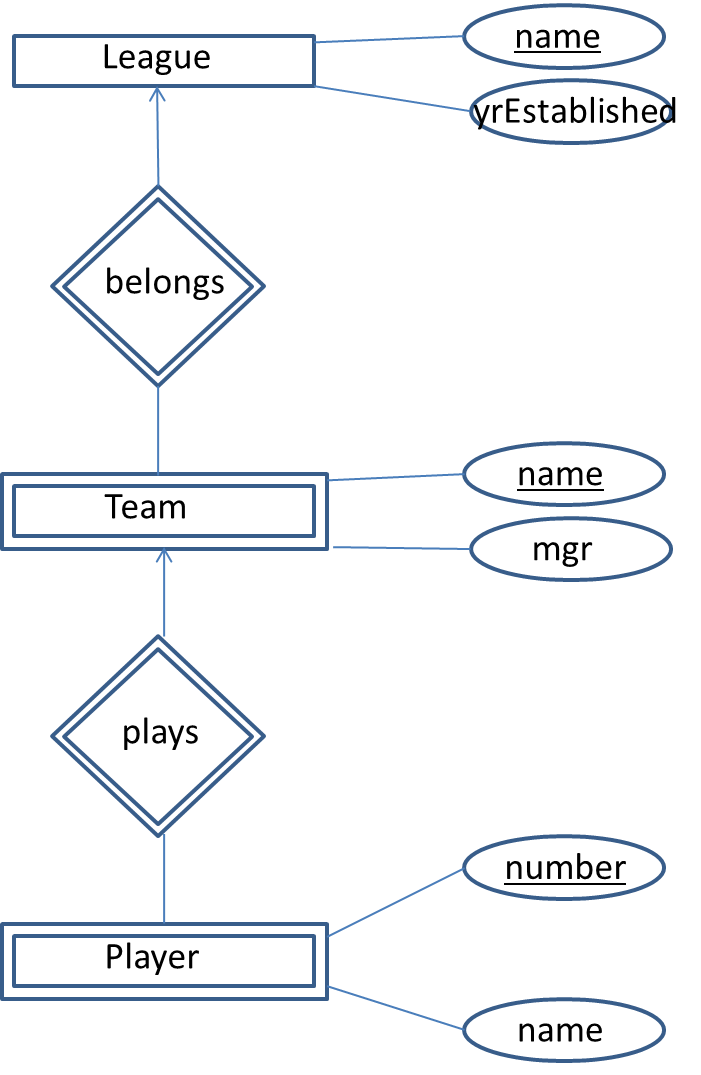 League
name
yrEstablished
belongs
Team
name
mgr
plays
number
Player
name